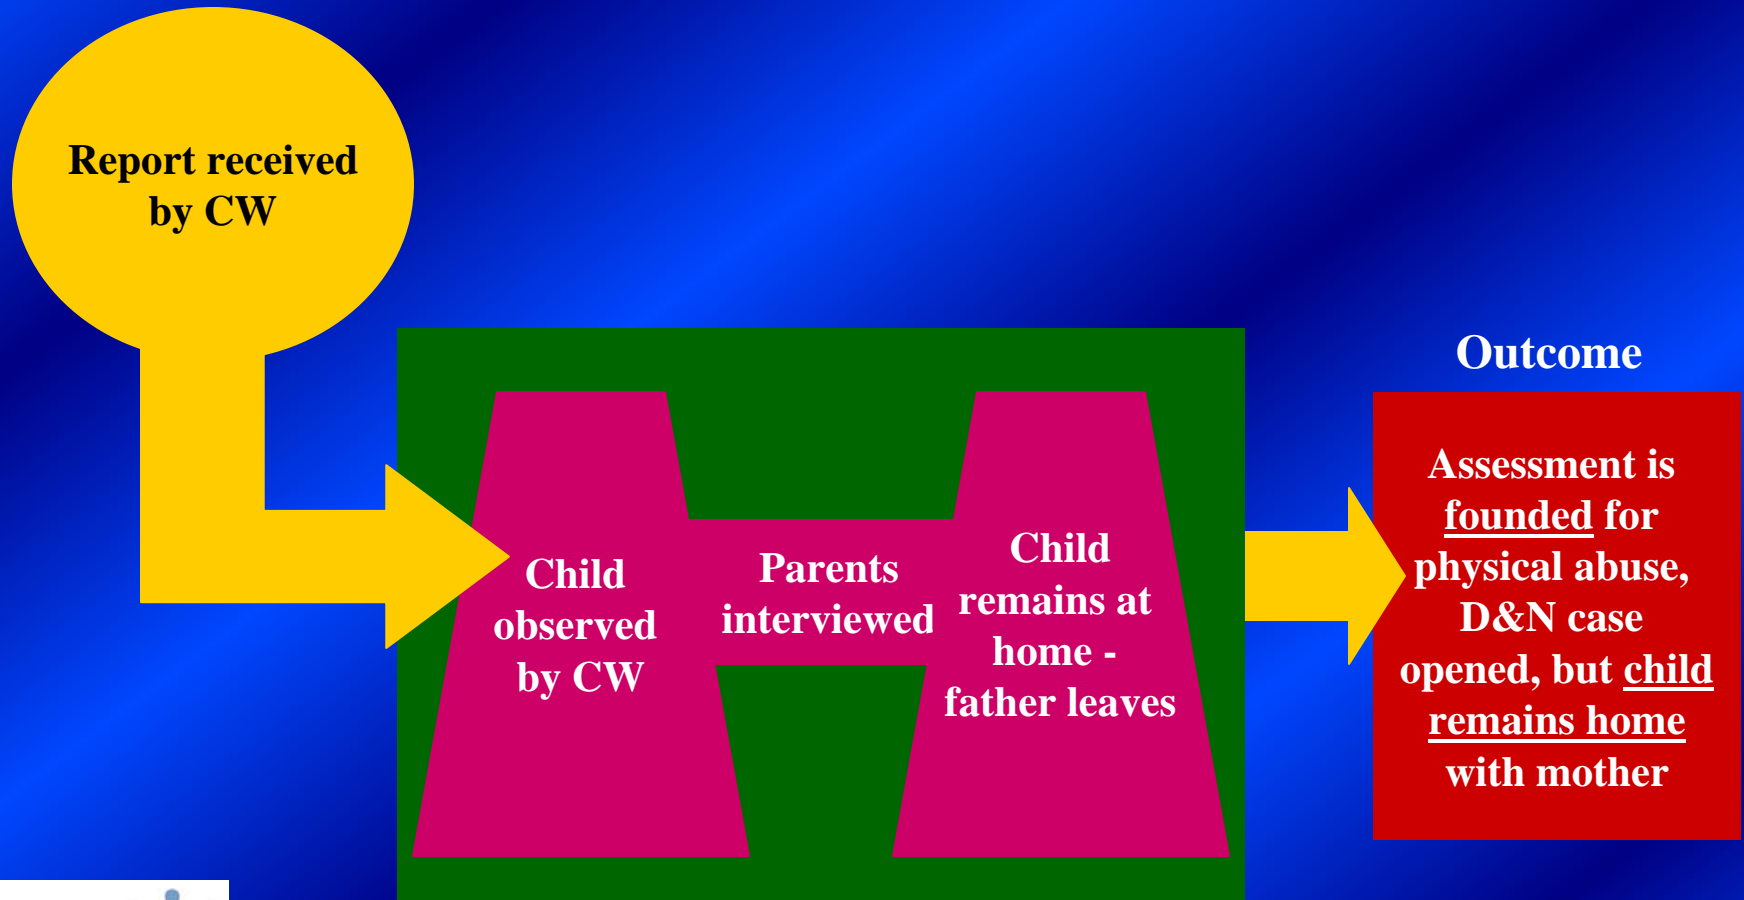 Report received
by CW
Child
observed
by CW
Parents
interviewed
Child
remains at
home -
father leaves
Outcome
Assessment is
founded for
physical abuse,
D&N case
opened, but child
remains home
with mother